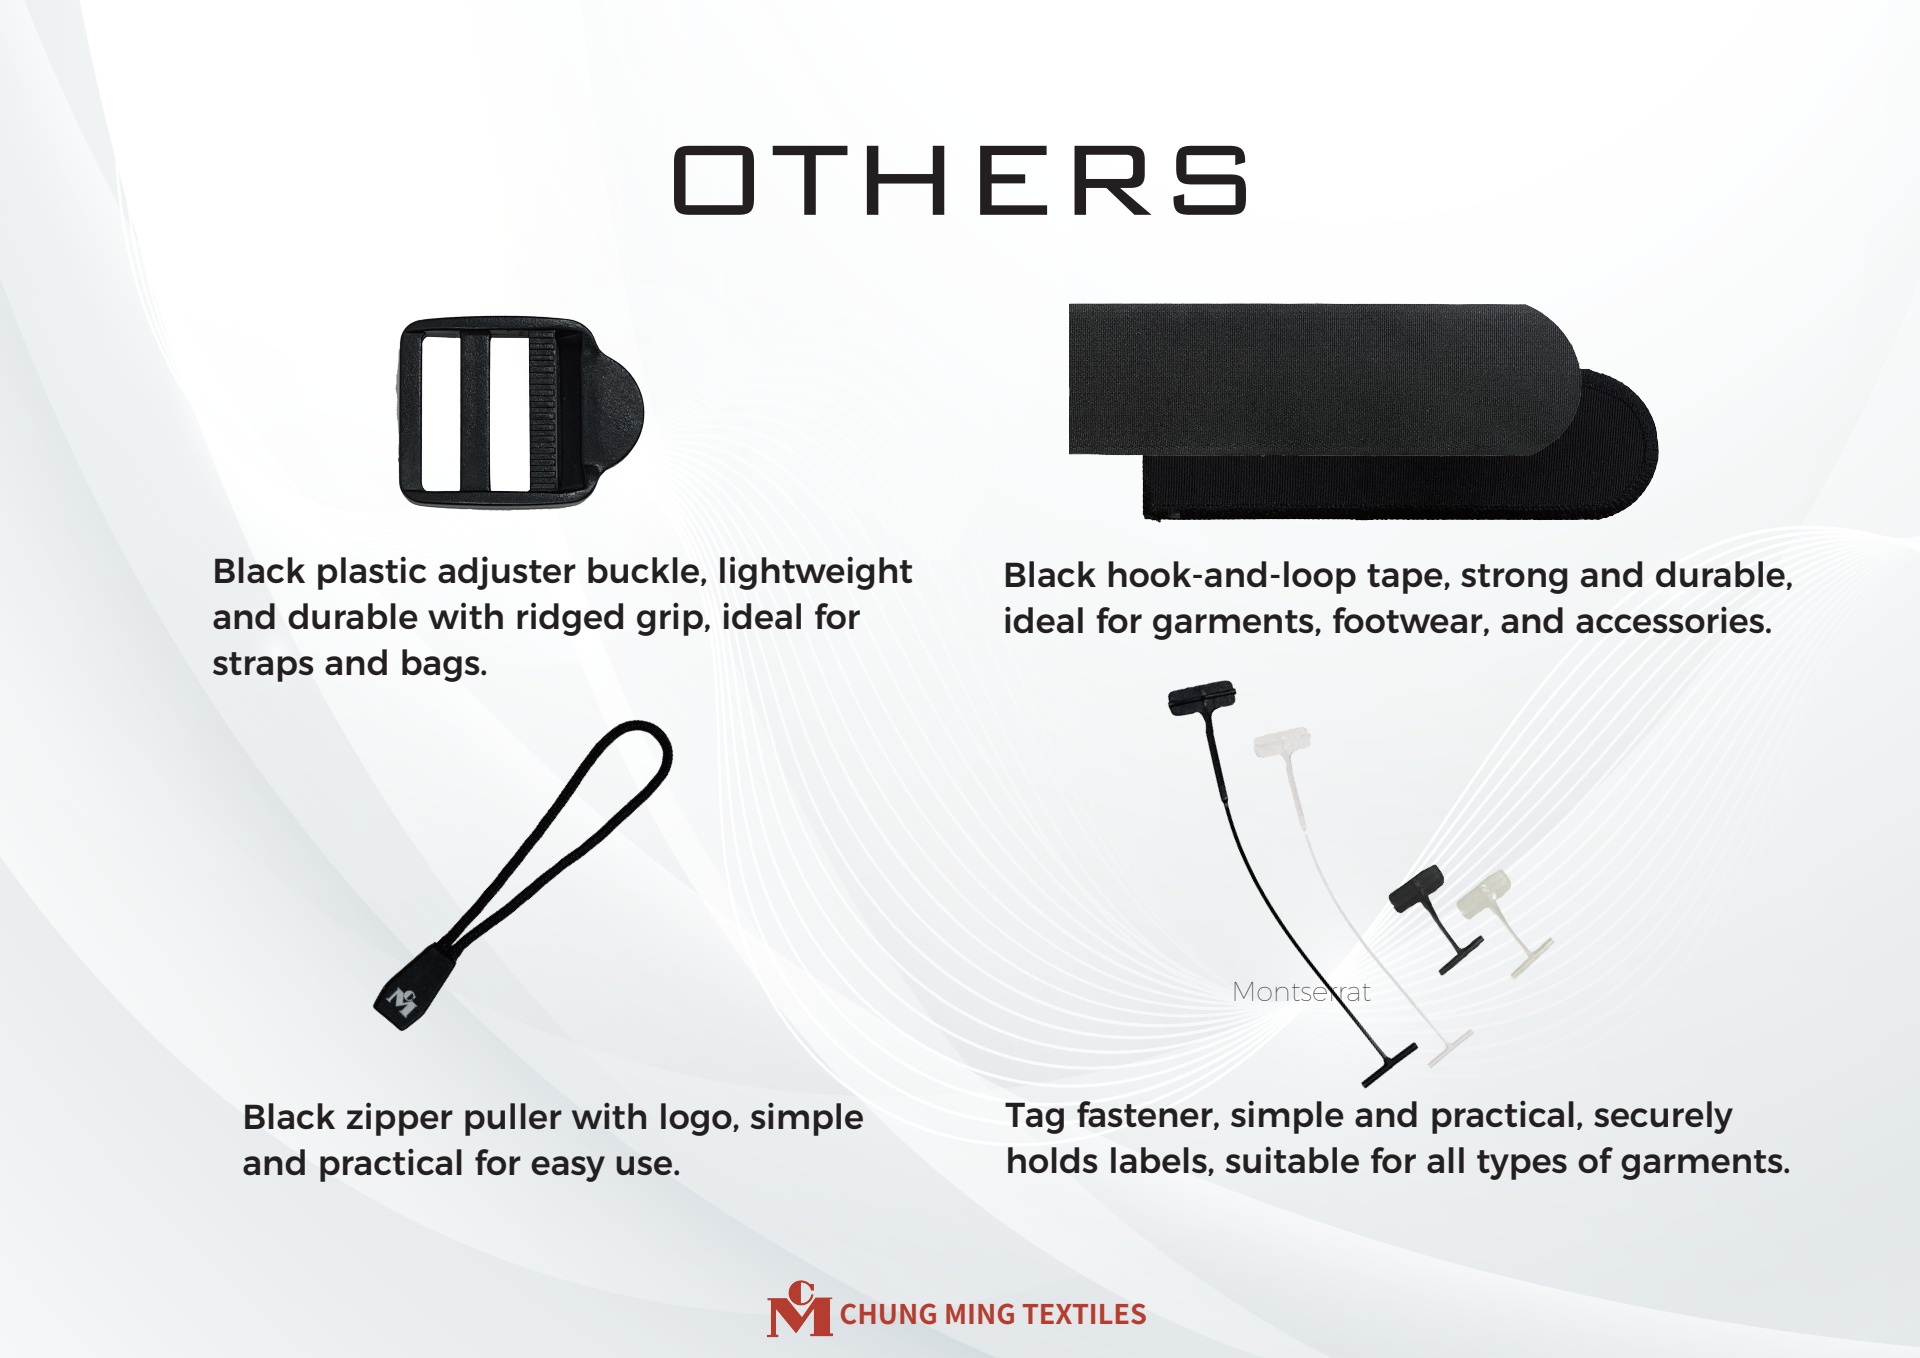 OTHERS
Black plastic adjuster buckle, lightweight
and durable with ridged grip, ideal for
straps and bags.
Black hook-and-loop tape, strong and durable,
ideal for garments, footwear, and accessories.
Montserrat
CM
Black zipper puller with logo, simple
and practical for easy use.
Tag fastener, simple and practical, securely
holds labels, suitable for all types of garments.
CM CHUNG MING TEXTILES